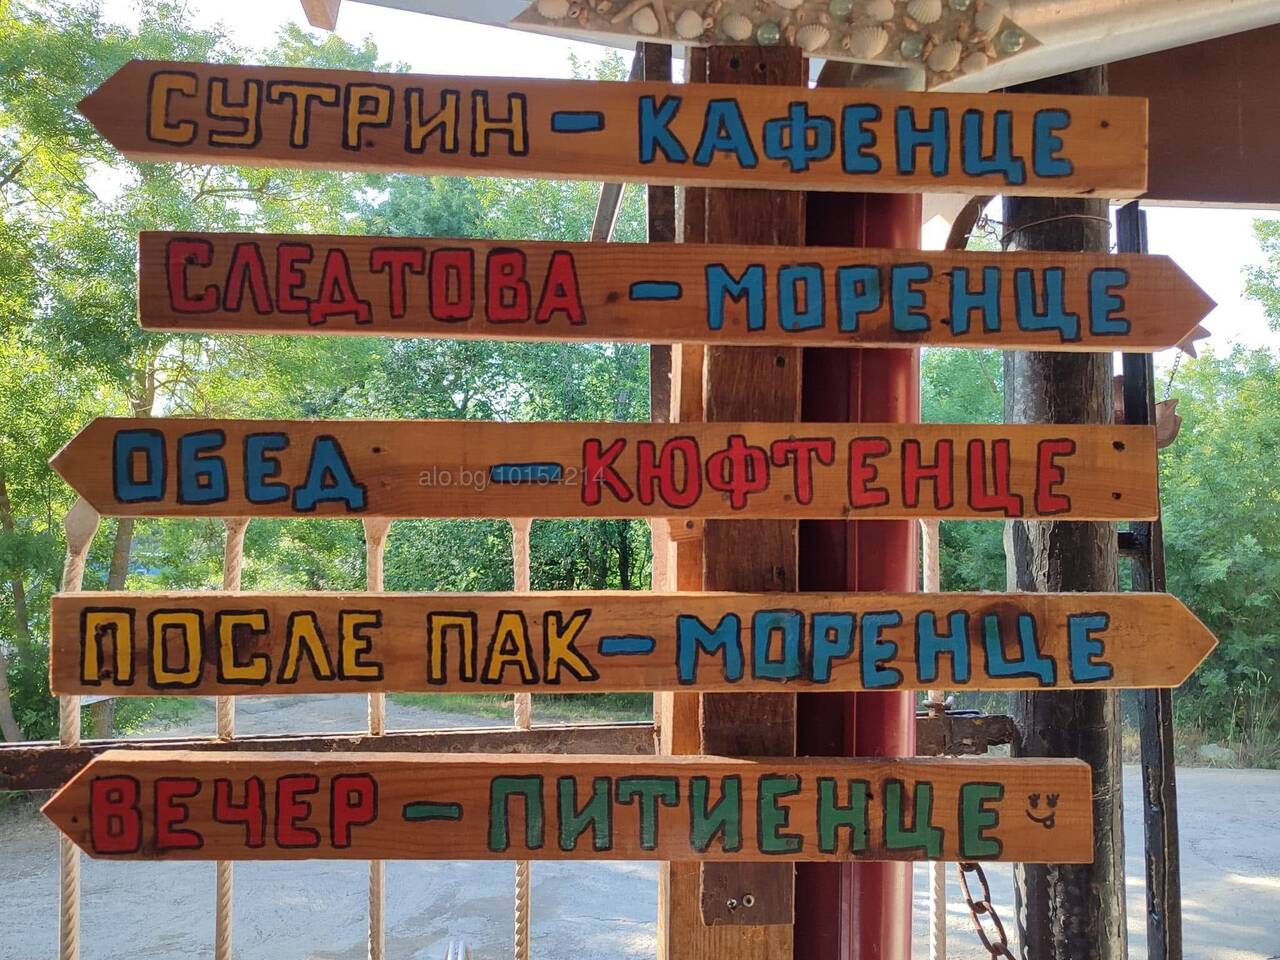 СУТРИН - КАФЕНЦЕ
СЛЕДТОВА - МОРЕНЦЕ
ОБЕД - КЮФТЕНЦЕ
alo.bg/10154214
ПОСЛЕ ПАК - МОРЕНЦЕ
ВЕЧЕР - ПИТИЕНЦЕ